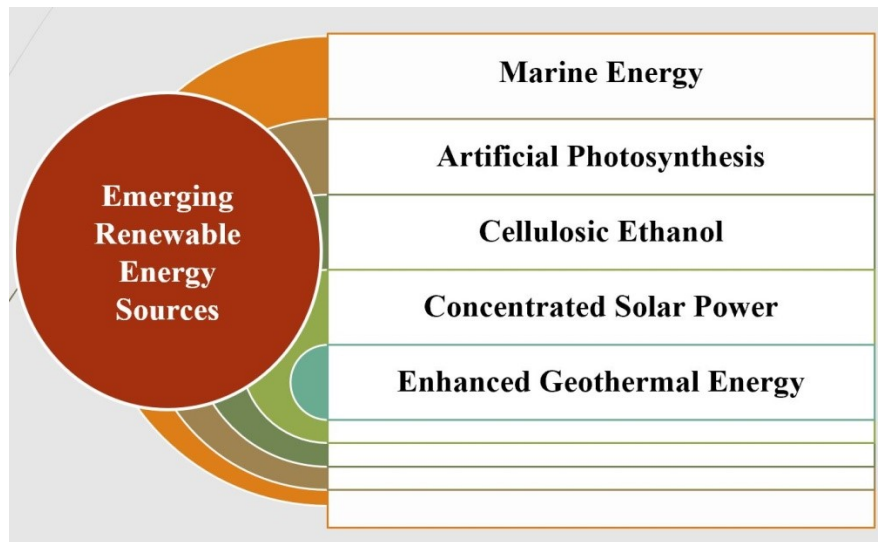 Emerging
Renewable
Energy
Sources
Marine Energy
Artificial Photosynthesis
Cellulosic Ethanol
Concentrated Solar Power
Enhanced Geothermal Energy